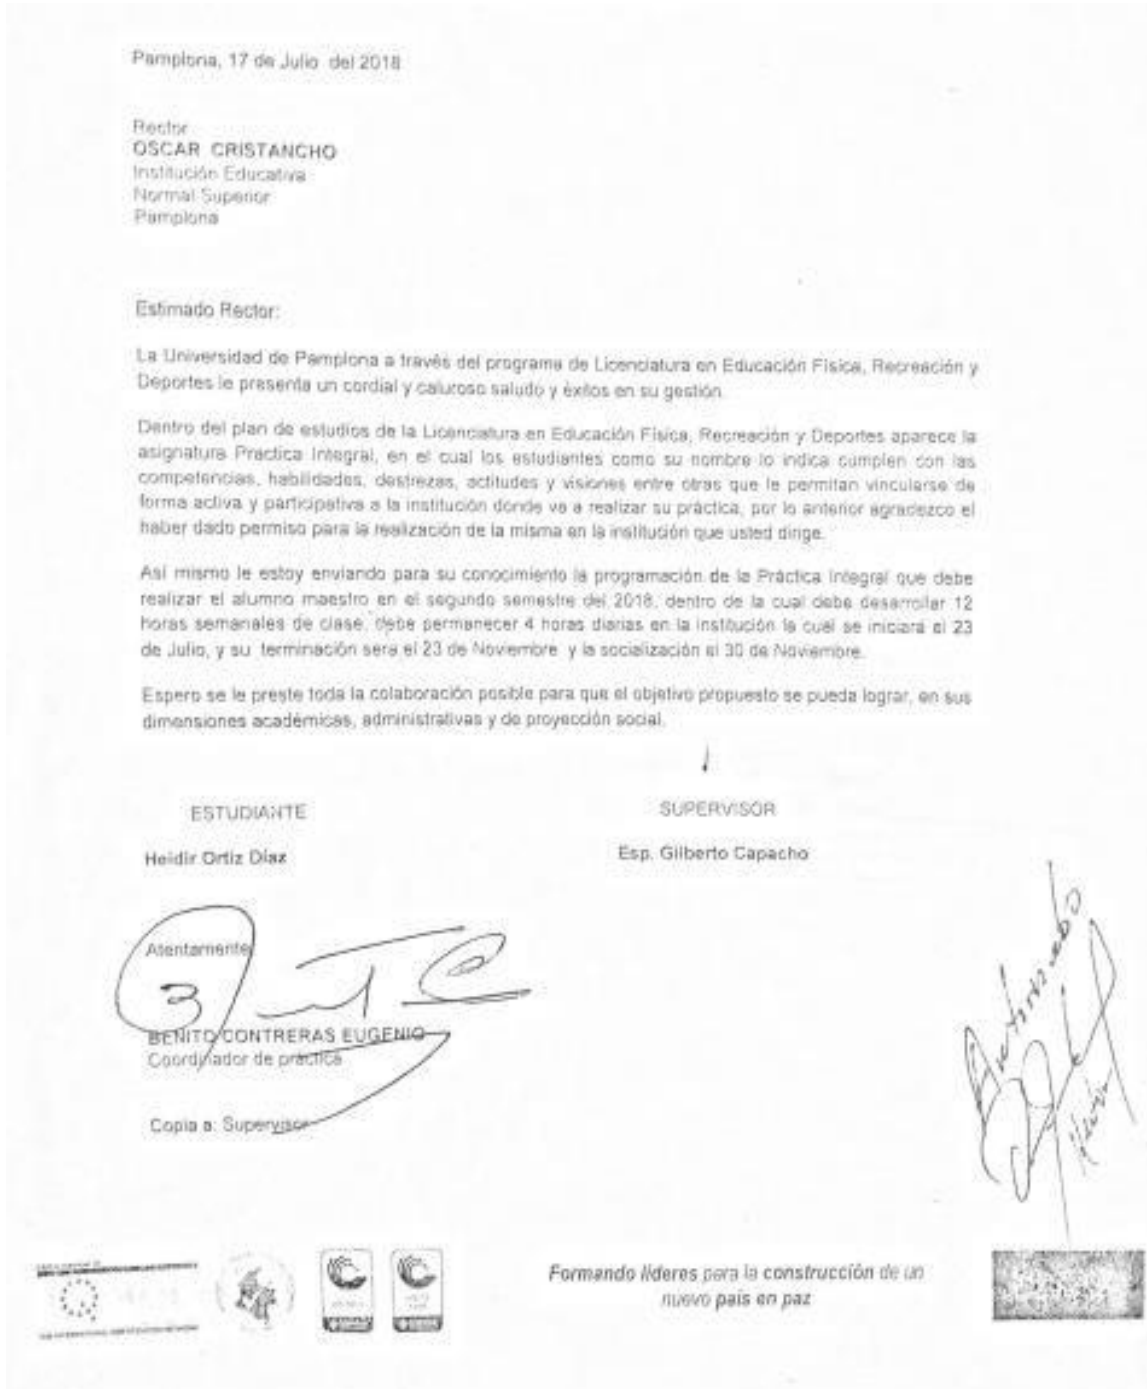 Pamplona, 17 de Julio del 2018
Rector
OSCAR CRISTANCHO
Institución Educativa
Normal Superior
Pamplona
Estimado Rector:
La Universidad de Pamplona a través del programa de Licenciatura en Educación Física, Recreación y
Deportes le presenta un cordial y caluroso saludo y éxitos en su gestión.
Dentro del plan de estudios de la Licenciatura en Educación Física, Recreación y Deportes aparece la
asignatura Practica Integral, en el cual los estudiantes como su nombre lo indica cumplen con las
competencias, habilidades, destrezas, actitudes y visiones entre otras que le permitan vincularse de
forma activa y participativa a la institución donde va a realizar su práctica, por lo anterior agradezco el
haber dado permiso para la realización de la misma en la institución que usted dirige.
Así mismo le estoy enviando para su conocimiento la programación de la Práctica Integral que debe
realizar el alumno maestro en el segundo semestre del 2018, dentro de la cual debe desarrollar 12
horas semanales de clase, debe permanecer 4 horas diarias en la institución la cual se iniciara el 23
de Julio, y su terminación sera el 23 de Noviembre y la socialización el 30 de Noviembre.
Espero se le preste toda la colaboración posible para que el objetivo propuesto se pueda lograr, en sus
dimensiones académicas, administrativas y de proyección social.
ESTUDIANTE
SUPERVISOR
Heidir Ortiz Díaz
Esp. Gilberto Capacho
Atentamente
BENITO CONTRERAS EUGENIO
Coordinador de práctica
Copia a: Supervisor
Formando líderes para la construcción de un
nuevo país en paz